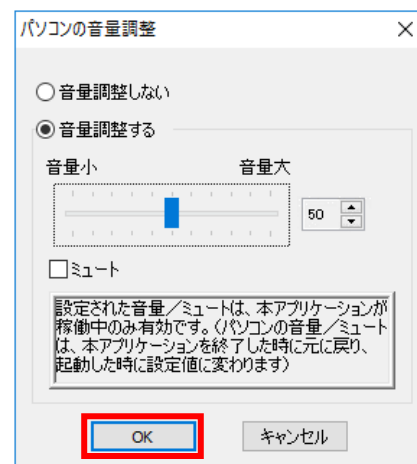 パソコンの音量調整
音量調整しない
音量調整する
音量小 音量大
50
ミュート
設定された音量／ミュートは、本アプリケーションが
稼働中のみ有効です。（パソコンの音量／ミュート
は、本アプリケーションを終了した時に元に戻り、
起動した時に設定値に変わります）
OK キャンセル